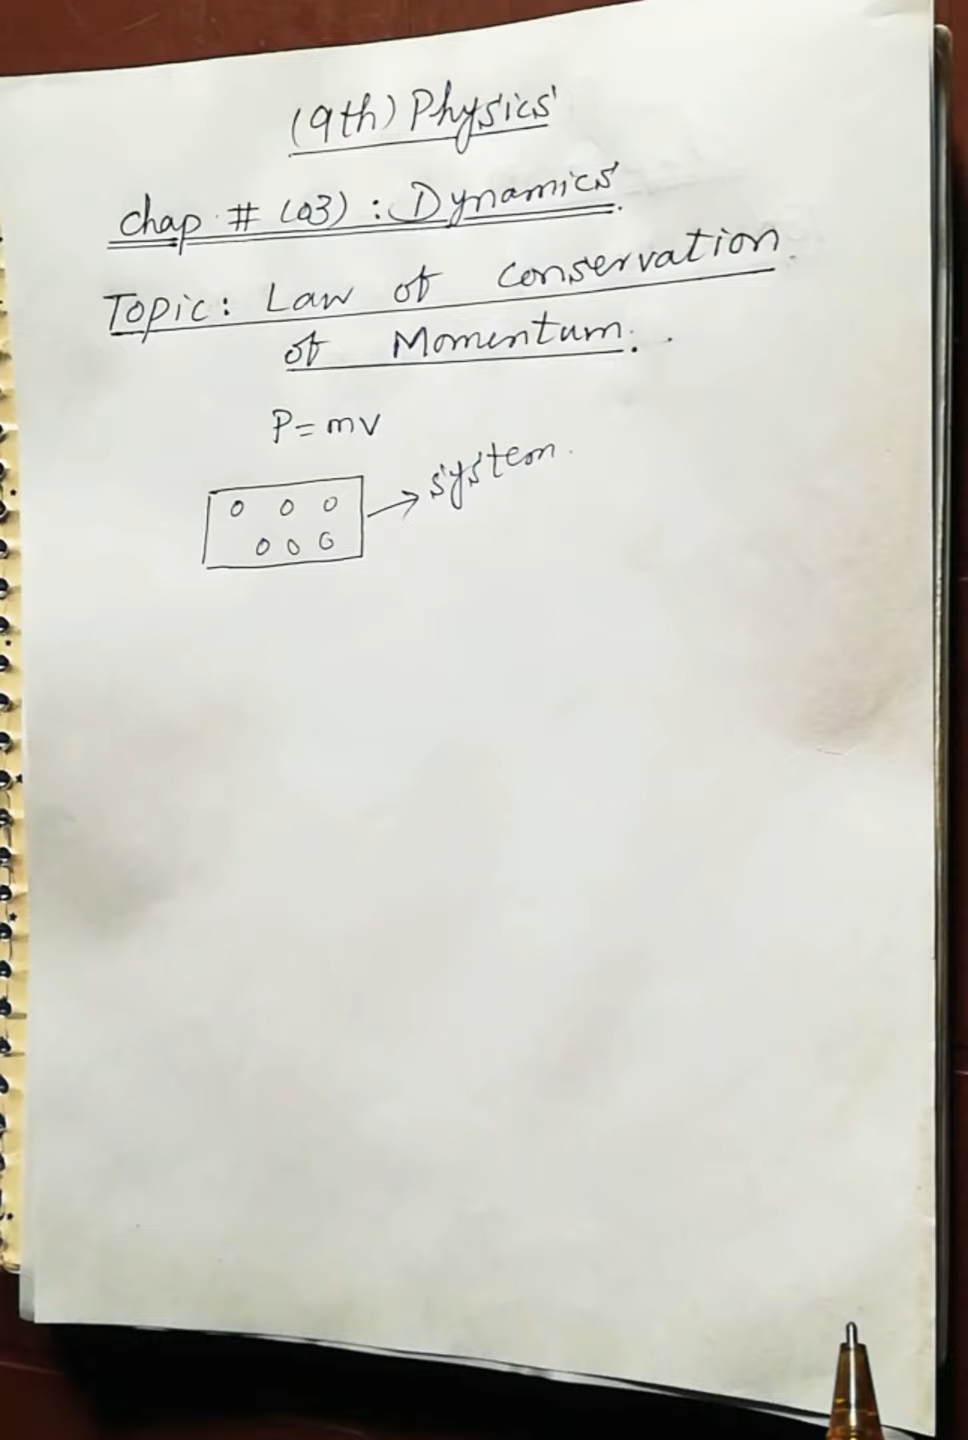 (9th) Physics
Chap # (03) : Dynamics.
Topic: Law of Conservation
of Momentum.
P = mv
→ system.